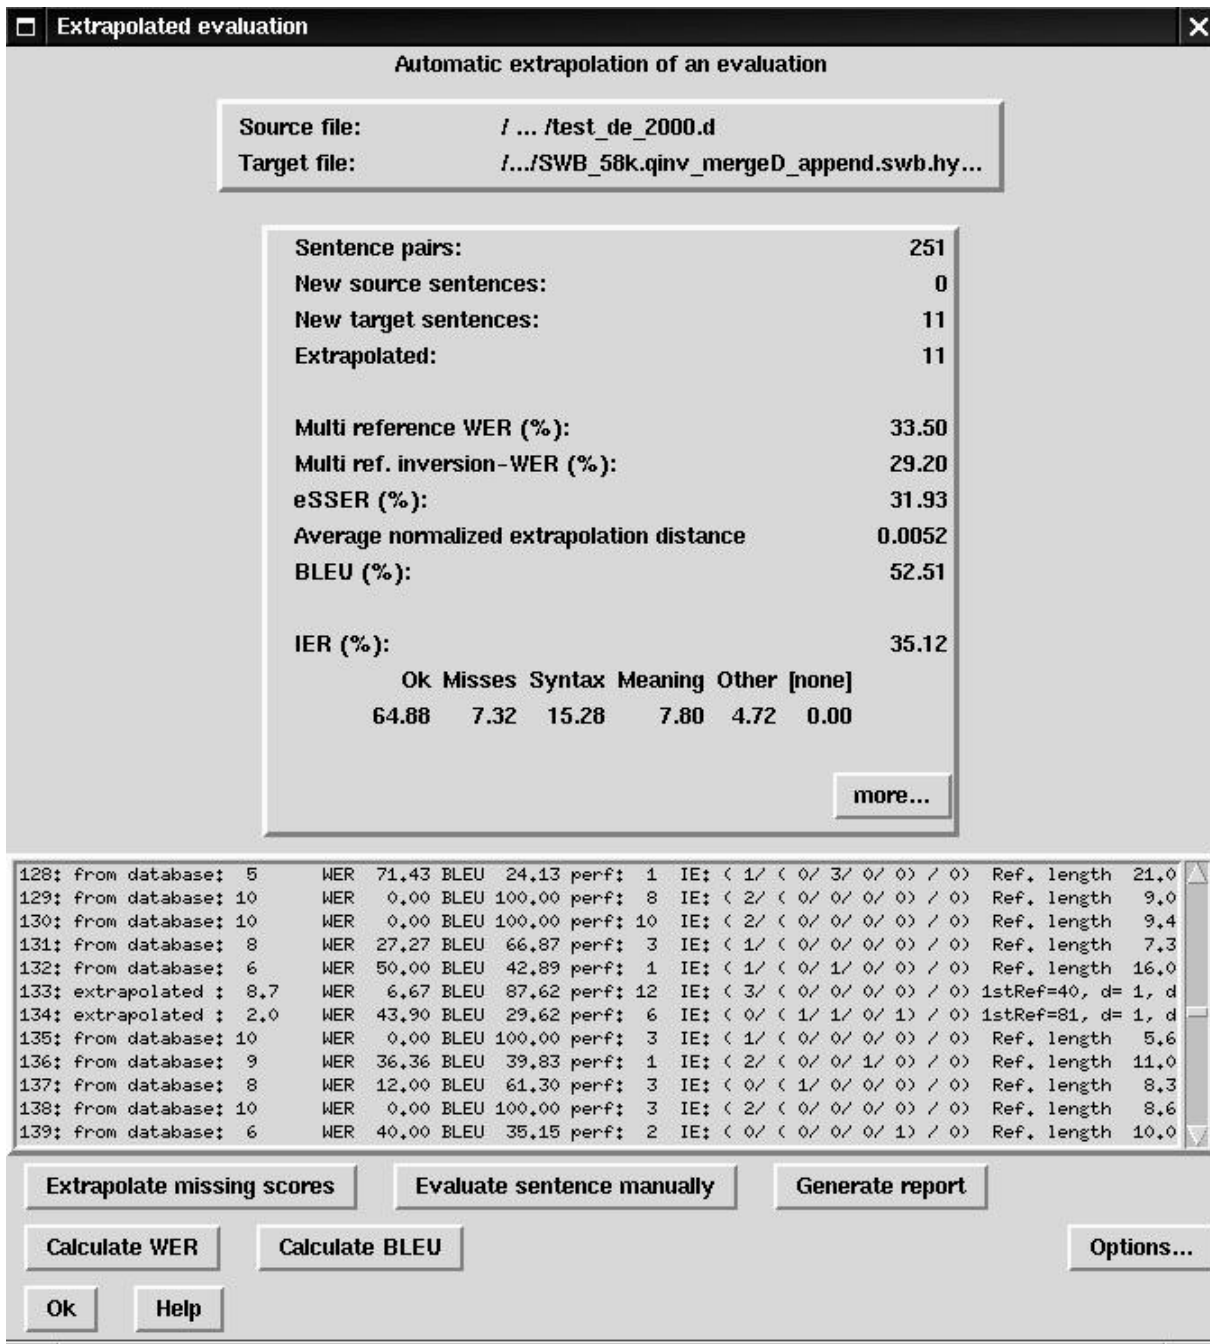 Extrapolated evaluation
Automatic extrapolation of an evaluation
Source file: / ... /test_de_2000.d
Target file: /.../SWB_58k.qinv_mergeD_append.swb.hy...
Sentence pairs: 251
New source sentences: 0
New target sentences: 11
Extrapolated: 11
Multi reference WER (%): 33.50
Multi ref. inversion-WER (%): 29.20
eSSER (%): 31.93
Average normalized extrapolation distance 0.0052
BLEU (%): 52.51
IER (%): 35.12
Ok Misses Syntax Meaning Other [none]
64.88 7.32 15.28 7.80 4.72 0.00
more...
128: from database: 5 WER 71.43 BLEU 24.13 perf: 1 IE: ( 1/ ( 0/ 3/ 0/ 0) / 0) Ref. length 21.0
129: from database: 10 WER 0.00 BLEU 100.00 perf: 8 IE: ( 2/ ( 0/ 0/ 0/ 0) / 0) Ref. length 9.0
130: from database: 10 WER 0.00 BLEU 100.00 perf: 10 IE: ( 2/ ( 0/ 0/ 0/ 0) / 0) Ref. length 9.4
131: from database: 8 WER 27.27 BLEU 66.87 perf: 3 IE: ( 1/ ( 0/ 0/ 0/ 0) / 0) Ref. length 7.3
132: from database: 6 WER 50.00 BLEU 42.89 perf: 1 IE: ( 1/ ( 0/ 1/ 0/ 0) / 0) Ref. length 16.0
133: extrapolated : 8.7 WER 6.67 BLEU 87.62 perf: 12 IE: ( 3/ ( 0/ 0/ 0/ 0) / 0) 1stRef=40, d= 1, d
134: extrapolated : 2.0 WER 43.90 BLEU 29.62 perf: 6 IE: ( 0/ ( 1/ 1/ 0/ 1) / 0) 1stRef=81, d= 1, d
135: from database: 10 WER 0.00 BLEU 100.00 perf: 3 IE: ( 1/ ( 0/ 0/ 0/ 0) / 0) Ref. length 5.6
136: from database: 9 WER 36.36 BLEU 39.83 perf: 1 IE: ( 2/ ( 0/ 0/ 1/ 0) / 0) Ref. length 11.0
137: from database: 8 WER 12.00 BLEU 61.30 perf: 3 IE: ( 0/ ( 1/ 0/ 0/ 0) / 0) Ref. length 8.3
138: from database: 10 WER 0.00 BLEU 100.00 perf: 3 IE: ( 2/ ( 0/ 0/ 0/ 0) / 0) Ref. length 8.6
139: from database: 6 WER 40.00 BLEU 35.15 perf: 2 IE: ( 0/ ( 0/ 0/ 0/ 1) / 0) Ref. length 10.0
Extrapolate missing scores Evaluate sentence manually Generate report
Calculate WER Calculate BLEU Options...
Ok Help